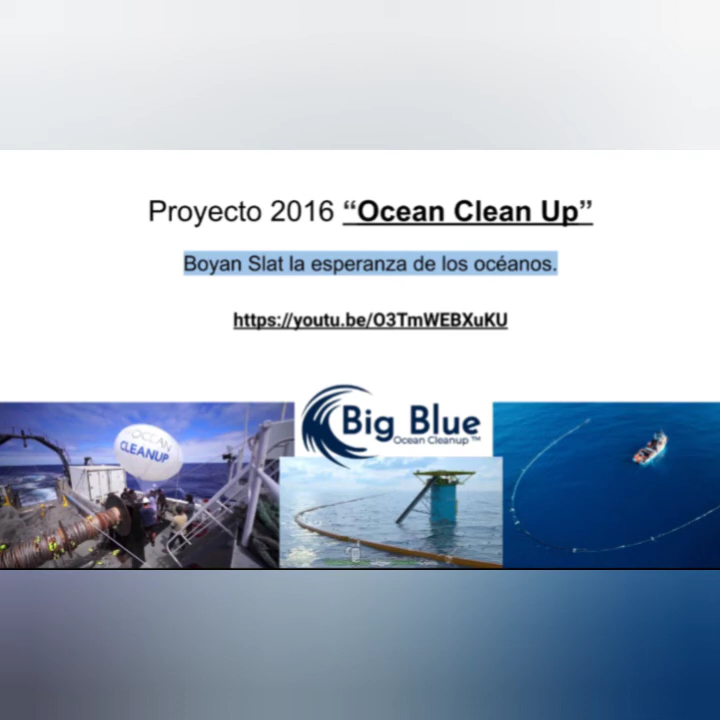 Proyecto 2016 “Ocean Clean Up”
Boyan Slat la esperanza de los océanos.
https://youtu.be/O3TmWEBXuKU
OCEAN
CLEANUP
Big Blue
Ocean Cleanup™